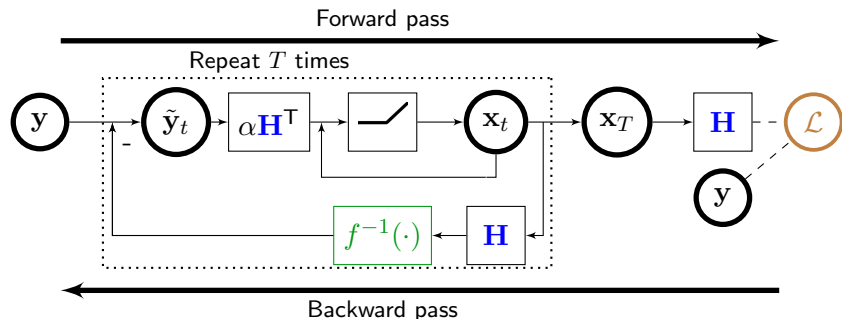 Forward pass
Repeat T times
y
-
ỹ_t
αH^T
x_t
x_T
H
ℒ
y
f^{-1}(·)
H
Backward pass